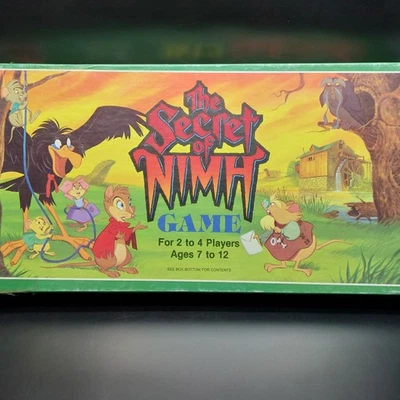 The
Secret
of
NIMH
GAME
For 2 to 4 Players
Ages 7 to 12
SEE BOX BOTTOM FOR CONTENTS